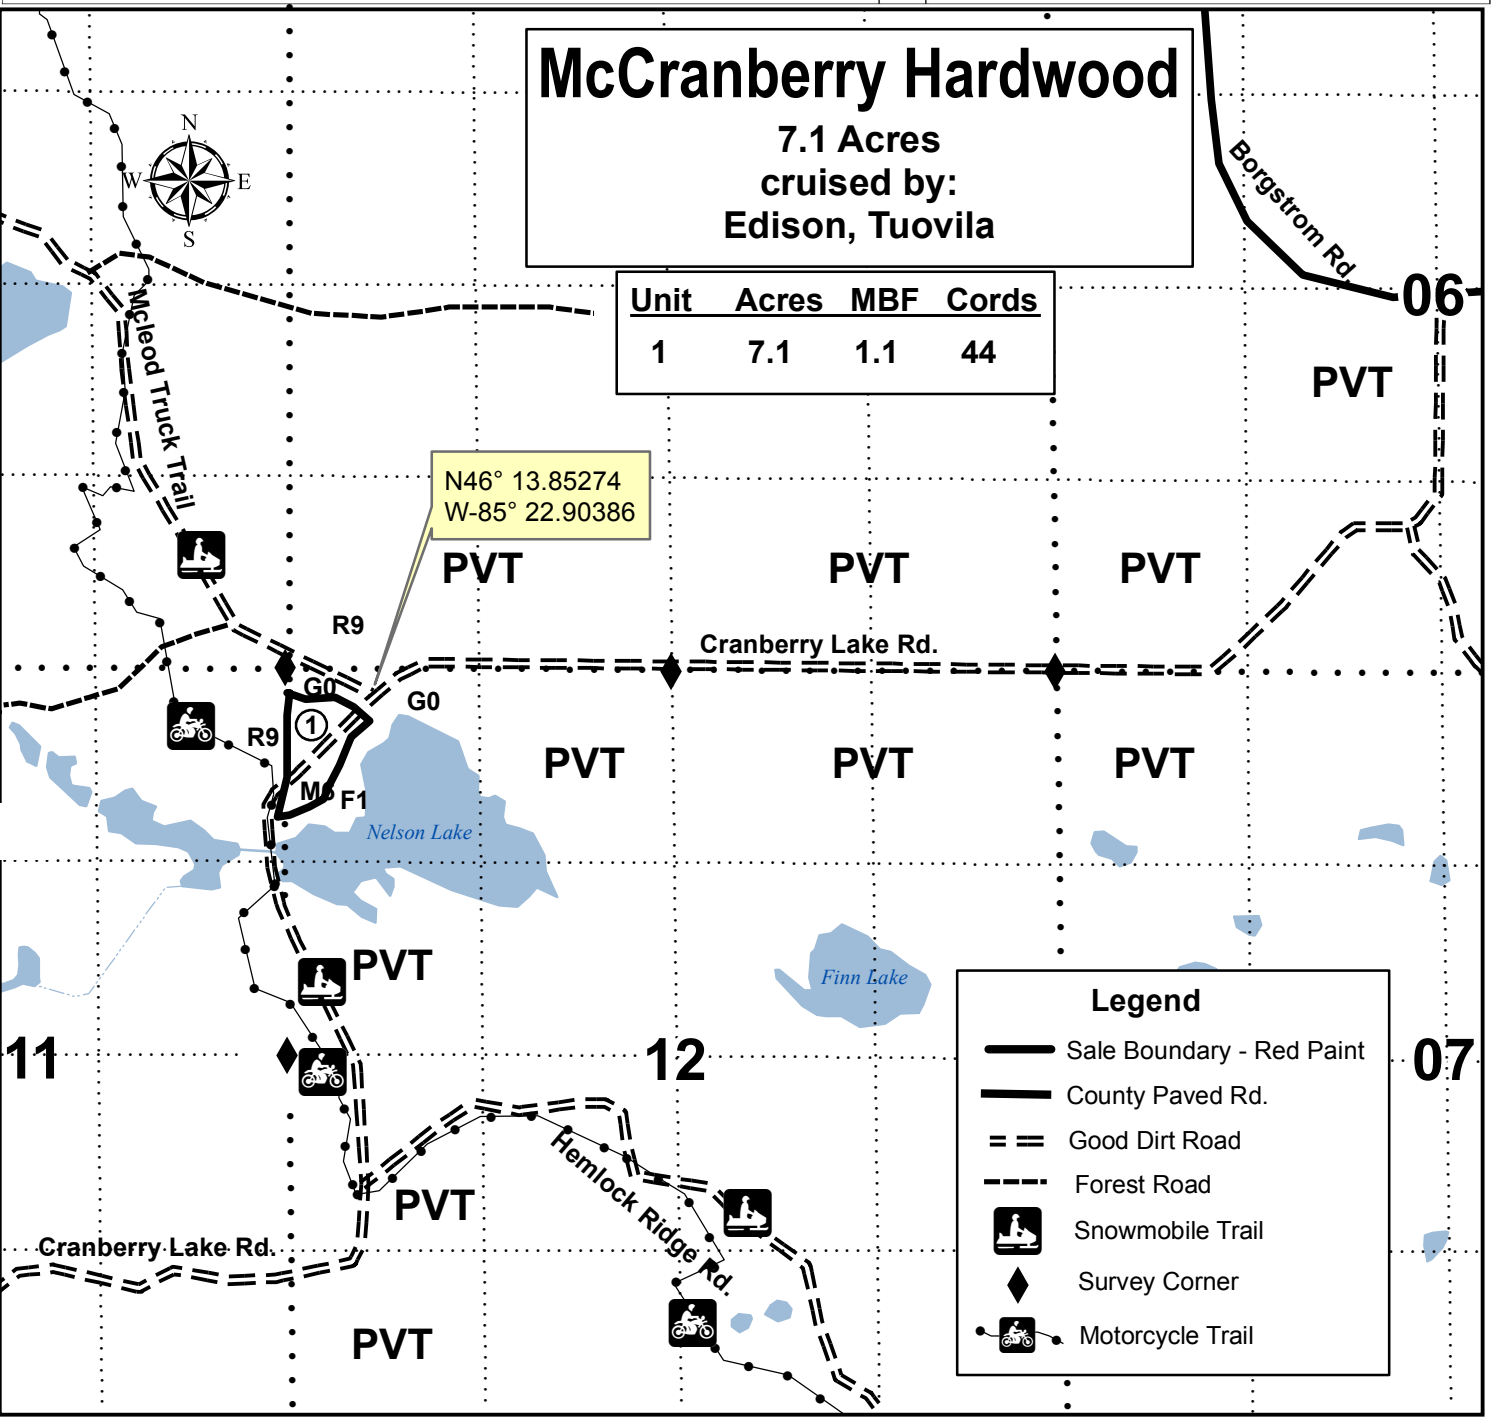 McCranberry Hardwood
7.1 Acres
cruised by:
Edison, Tuovila
N
W E
S
Borgstrom Rd.
Unit Acres MBF Cords
1 7.1 1.1 44
06
PVT
Mcleod Truck Trail
N46° 13.85274
W-85° 22.90386
PVT PVT PVT
R9
Cranberry Lake Rd.
G0
G0
1
R9
PVT PVT PVT
M6 F1
Nelson Lake
PVT
Finn Lake
11
12
07
Legend
Sale Boundary - Red Paint
County Paved Rd.
Good Dirt Road
Forest Road
Snowmobile Trail
Survey Corner
Motorcycle Trail
Hemlock Ridge Rd.
PVT
Cranberry Lake Rd.
PVT